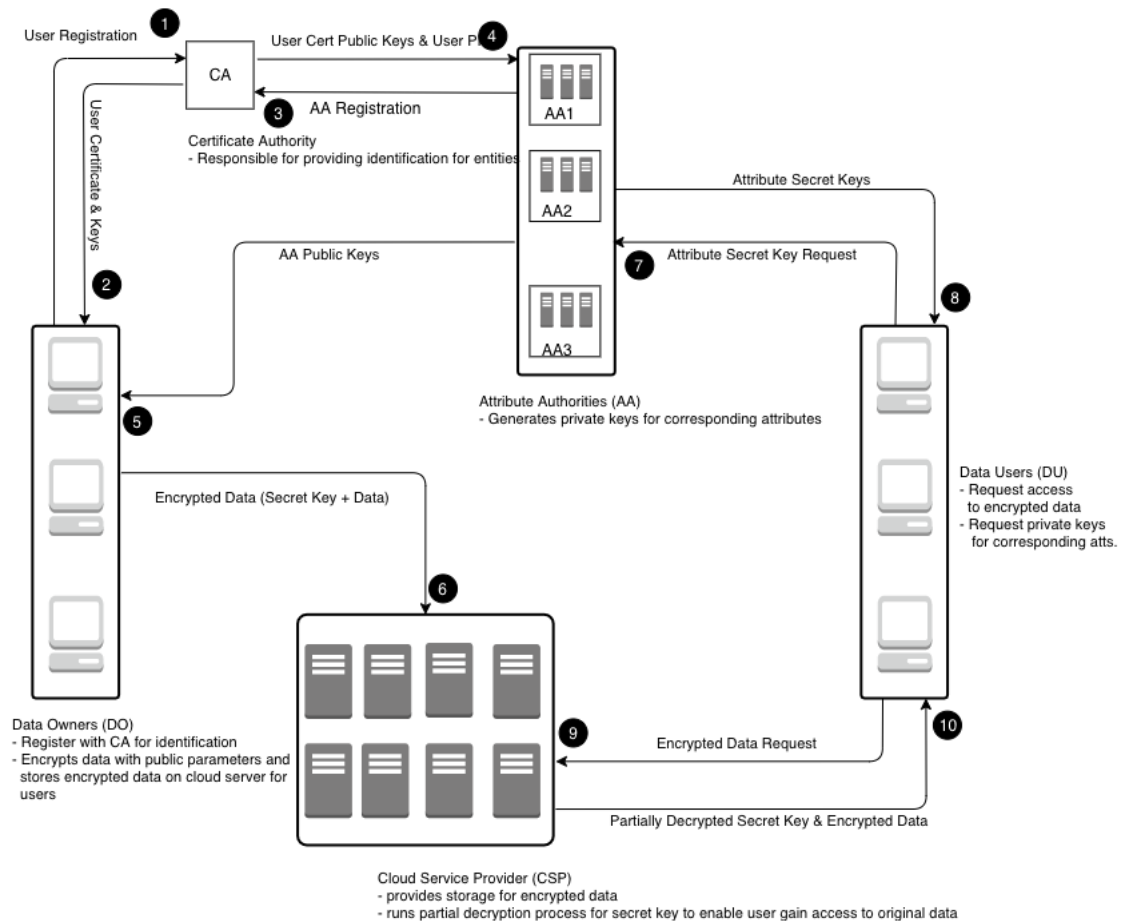 1
User Registration
4
User Cert Public Keys & User
CA
AA1
3
AA Registration
Certificate Authority
- Responsible for providing identification for entities
User Certificate & Keys
AA2
Attribute Secret Keys
2
AA Public Keys
7
Attribute Secret Key Request
8
AA3
5
Attribute Authorities (AA)
- Generates private keys for corresponding attributes
Encrypted Data (Secret Key + Data)
Data Users (DU)
- Request access
to encrypted data
- Request private keys
for corresponding atts.
6
Data Owners (DO)
- Register with CA for identification
- Encrypts data with public parameters and
stores encrypted data on cloud server for
users
9
Encrypted Data Request
10
Partially Decrypted Secret Key & Encrypted Data
Cloud Service Provider (CSP)
- provides storage for encrypted data
- runs partial decryption process for secret key to enable user gain access to original data